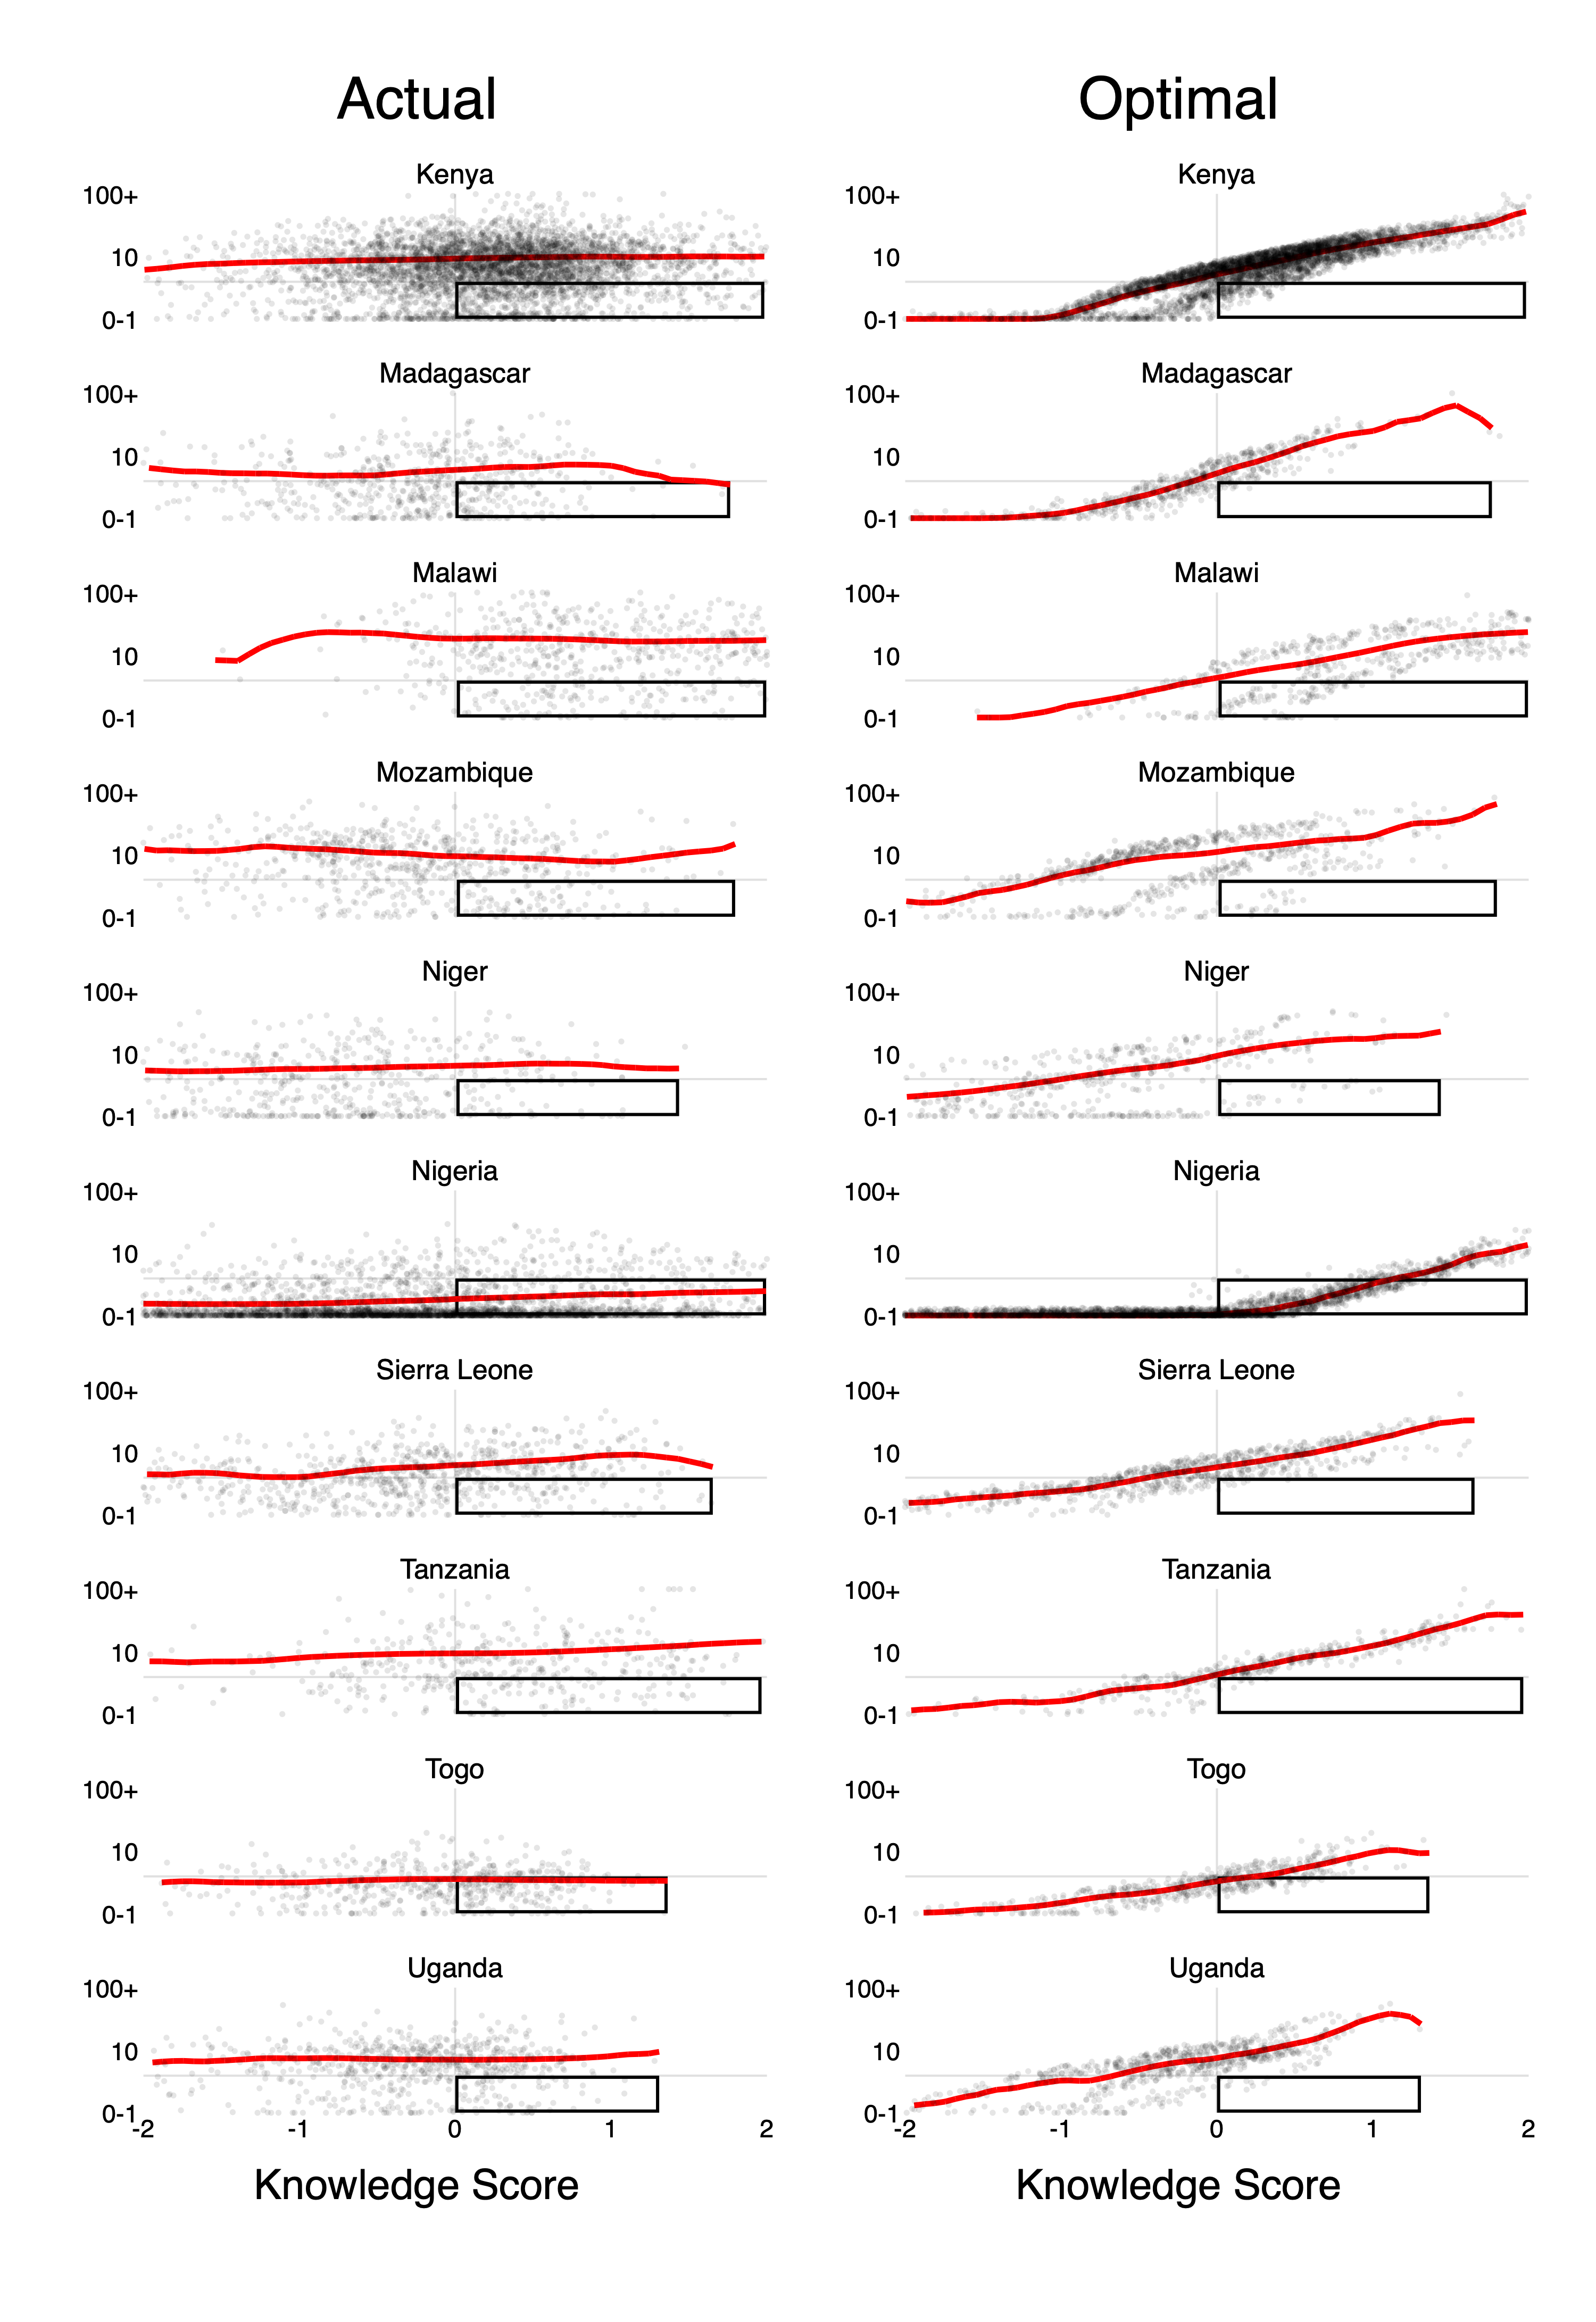 Actual Optimal
Kenya Kenya
100+ 100+
10 10
0-1 0-1
Madagascar Madagascar
100+ 100+
10 10
0-1 0-1
Malawi Malawi
100+ 100+
10 10
0-1 0-1
Mozambique Mozambique
100+ 100+
10 10
0-1 0-1
Niger Niger
100+ 100+
10 10
0-1 0-1
Nigeria Nigeria
100+ 100+
10 10
0-1 0-1
Sierra Leone Sierra Leone
100+ 100+
10 10
0-1 0-1
Tanzania Tanzania
100+ 100+
10 10
0-1 0-1
Togo Togo
100+ 100+
10 10
0-1 0-1
Uganda Uganda
100+ 100+
10 10
0-1 0-1
-2 -1 0 1 2 -2 -1 0 1 2
Knowledge Score Knowledge Score